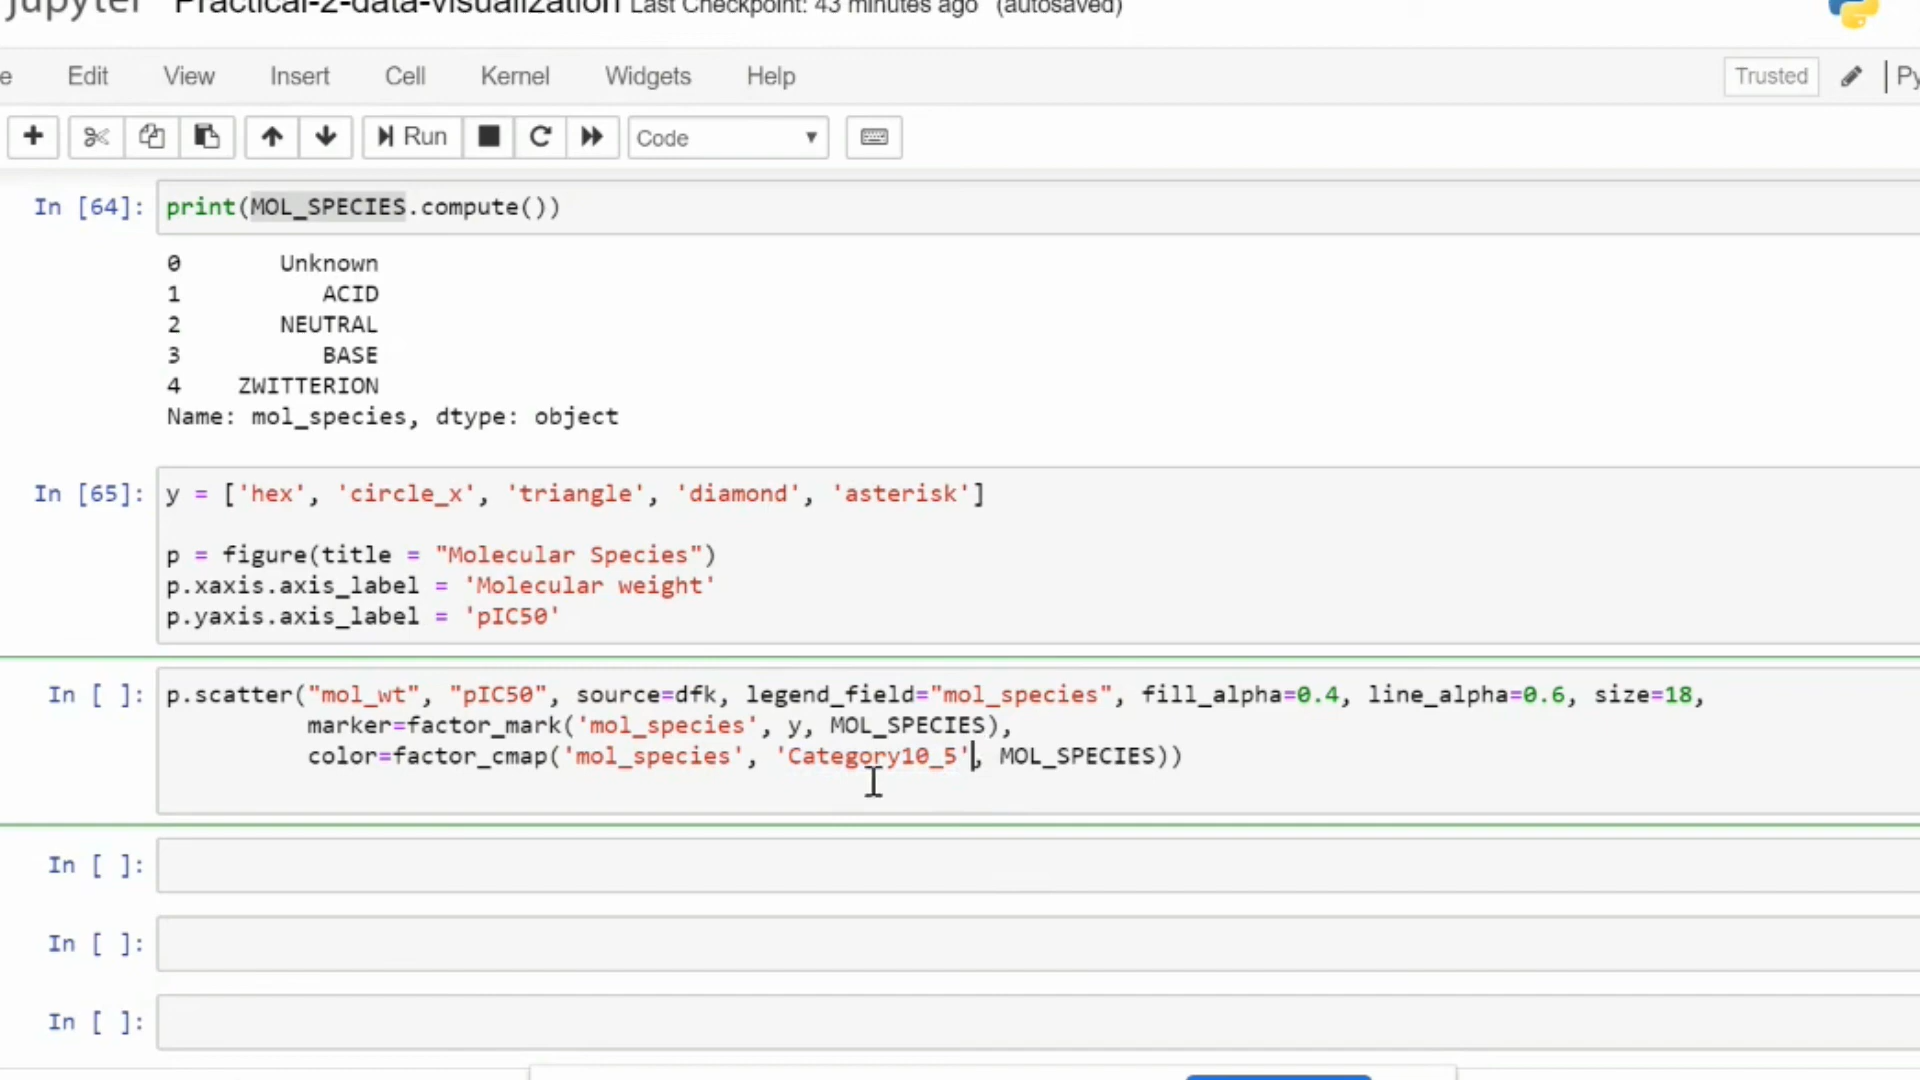 Jupyter Practical-2-data-visualization Last Checkpoint: 43 minutes ago (autosaved)
Edit View Insert Cell Kernel Widgets Help Trusted
Run Code
In [64]: print(MOL_SPECIES.compute())
0 Unknown
1 ACID
2 NEUTRAL
3 BASE
4 ZWITTERION
Name: mol_species, dtype: object
In [65]: y = ['hex', 'circle_x', 'triangle', 'diamond', 'asterisk']
p = figure(title = "Molecular Species")
p.xaxis.axis_label = 'Molecular weight'
p.yaxis.axis_label = 'pIC50'
In [ ]: p.scatter("mol_wt", "pIC50", source=dfk, legend_field="mol_species", fill_alpha=0.4, line_alpha=0.6, size=18,
marker=factor_mark('mol_species', y, MOL_SPECIES),
color=factor_cmap('mol_species', 'Category10_5', MOL_SPECIES))
In [ ]:
In [ ]:
In [ ]: